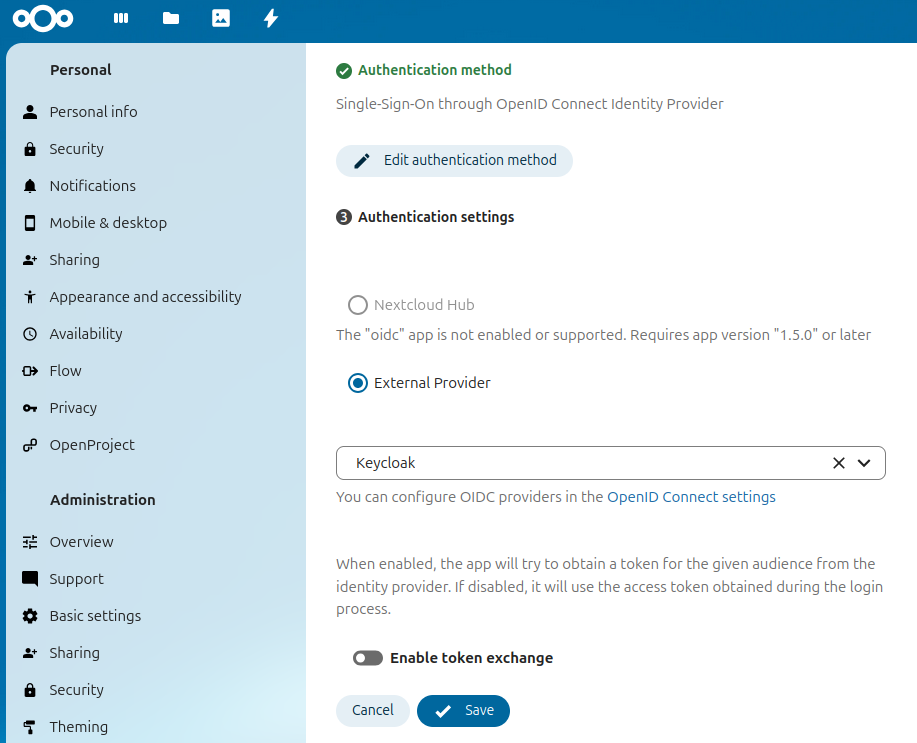 Personal
Personal info
Security
Notifications
Mobile & desktop
Sharing
Appearance and accessibility
Availability
Flow
Privacy
OpenProject
Administration
Overview
Support
Basic settings
Sharing
Security
Theming
Authentication method
Single-Sign-On through OpenID Connect Identity Provider
Edit authentication method
3 Authentication settings
Nextcloud Hub
The "oidc" app is not enabled or supported. Requires app version "1.5.0" or later
External Provider
Keycloak
You can configure OIDC providers in the OpenID Connect settings
When enabled, the app will try to obtain a token for the given audience from the
identity provider. If disabled, it will use the access token obtained during the login
process.
Enable token exchange
Cancel
Save